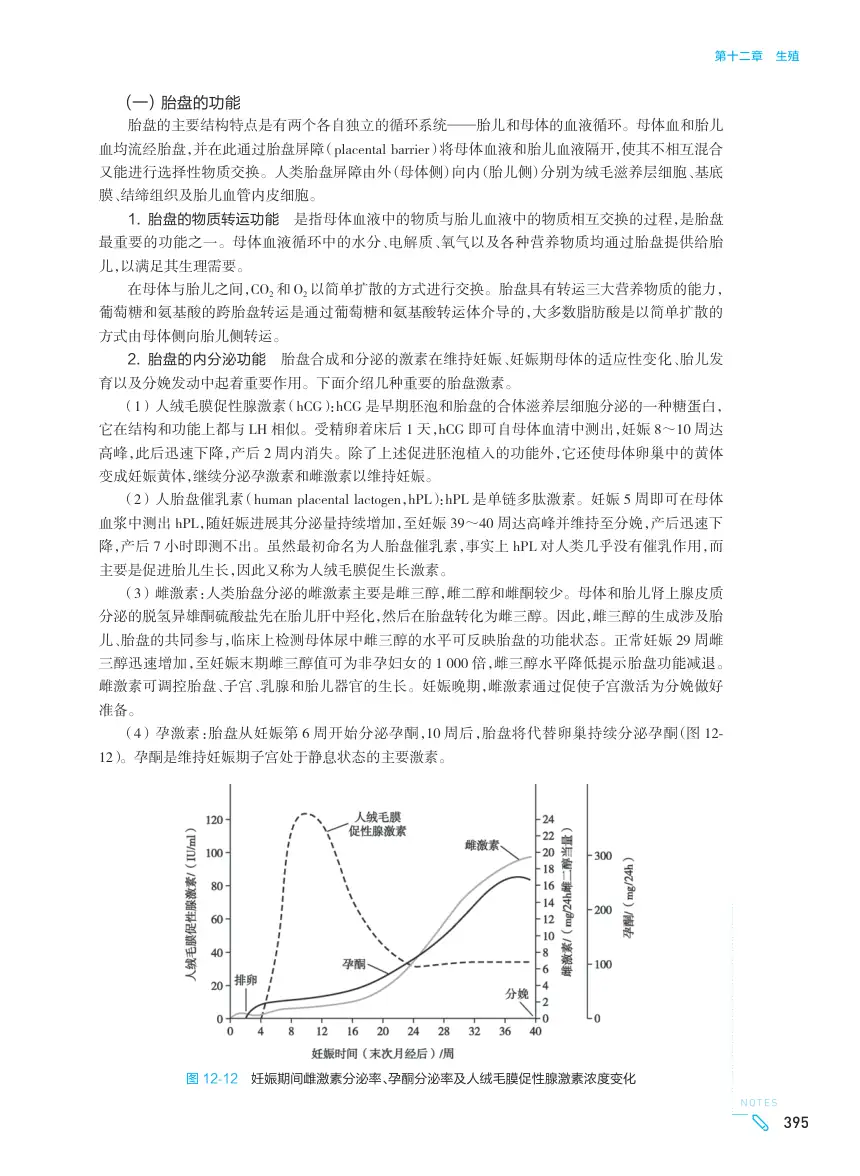 第十二章 生殖
（一）胎盘的功能
胎盘的主要结构特点是有两个各自独立的循环系统——胎儿和母体的血液循环。母体血和胎儿
血均流经胎盘,并在此通过胎盘屏障（placental barrier）将母体血液和胎儿血液隔开,使其不相互混合
又能进行选择性物质交换。人类胎盘屏障由外（母体侧）向内（胎儿侧）分别为绒毛滋养层细胞、基底
膜、结缔组织及胎儿血管内皮细胞。
1. 胎盘的物质转运功能 是指母体血液中的物质与胎儿血液中的物质相互交换的过程,是胎盘
最重要的功能之一。母体血液循环中的水分、电解质、氧气以及各种营养物质均通过胎盘提供给胎
儿,以满足其生理需要。
在母体与胎儿之间,CO₂ 和 O₂ 以简单扩散的方式进行交换。胎盘具有转运三大营养物质的能力,
葡萄糖和氨基酸的跨胎盘转运是通过葡萄糖和氨基酸转运体介导的,大多数脂肪酸是以简单扩散的
方式由母体侧向胎儿侧转运。
2. 胎盘的内分泌功能 胎盘合成和分泌的激素在维持妊娠、妊娠期母体的适应性变化、胎儿发
育以及分娩发动中起着重要作用。下面介绍几种重要的胎盘激素。
（1）人绒毛膜促性腺激素（hCG）:hCG 是早期胚泡和胎盘的合体滋养层细胞分泌的一种糖蛋白,
它在结构和功能上都与 LH 相似。受精卵着床后 1 天,hCG 即可自母体血清中测出,妊娠 8～10 周达
高峰,此后迅速下降,产后 2 周内消失。除了上述促进胚泡植入的功能外,它还使母体卵巢中的黄体
变成妊娠黄体,继续分泌孕激素和雌激素以维持妊娠。
（2）人胎盘催乳素（human placental lactogen,hPL）:hPL 是单链多肽激素。妊娠 5 周即可在母体
血浆中测出 hPL,随妊娠进展其分泌量持续增加,至妊娠 39～40 周达高峰并维持至分娩,产后迅速下
降,产后 7 小时即测不出。虽然最初命名为人胎盘催乳素,事实上 hPL 对人类几乎没有催乳作用,而
主要是促进胎儿生长,因此又称为人绒毛膜促生长激素。
（3）雌激素:人类胎盘分泌的雌激素主要是雌三醇,雌二醇和雌酮较少。母体和胎儿肾上腺皮质
分泌的脱氢异雄酮硫酸盐先在胎儿肝中羟化,然后在胎盘转化为雌三醇。因此,雌三醇的生成涉及胎
儿、胎盘的共同参与,临床上检测母体尿中雌三醇的水平可反映胎盘的功能状态。正常妊娠 29 周雌
三醇迅速增加,至妊娠末期雌三醇值可为非孕妇女的 1 000 倍,雌三醇水平降低提示胎盘功能减退。
雌激素可调控胎盘、子宫、乳腺和胎儿器官的生长。妊娠晚期,雌激素通过促使子宫激活为分娩做好
准备。
（4）孕激素:胎盘从妊娠第 6 周开始分泌孕酮,10 周后,胎盘将代替卵巢持续分泌孕酮（图 12-
12）。孕酮是维持妊娠期子宫处于静息状态的主要激素。
人绒毛膜促性腺激素/（IU/ml）
120
100
80
60
40
20
0
人绒毛膜
促性腺激素
雌激素
孕酮
排卵
分娩
24
22
20
18
16
14
12
10
8
6
4
2
0
雌激素/（mg/24h雌二醇当量）
300
200
100
0
孕酮/（mg/24h）
0 4 8 12 16 20 24 28 32 36 40
妊娠时间（末次月经后）/周
图 12-12 妊娠期间雌激素分泌率、孕酮分泌率及人绒毛膜促性腺激素浓度变化
NOTES
395